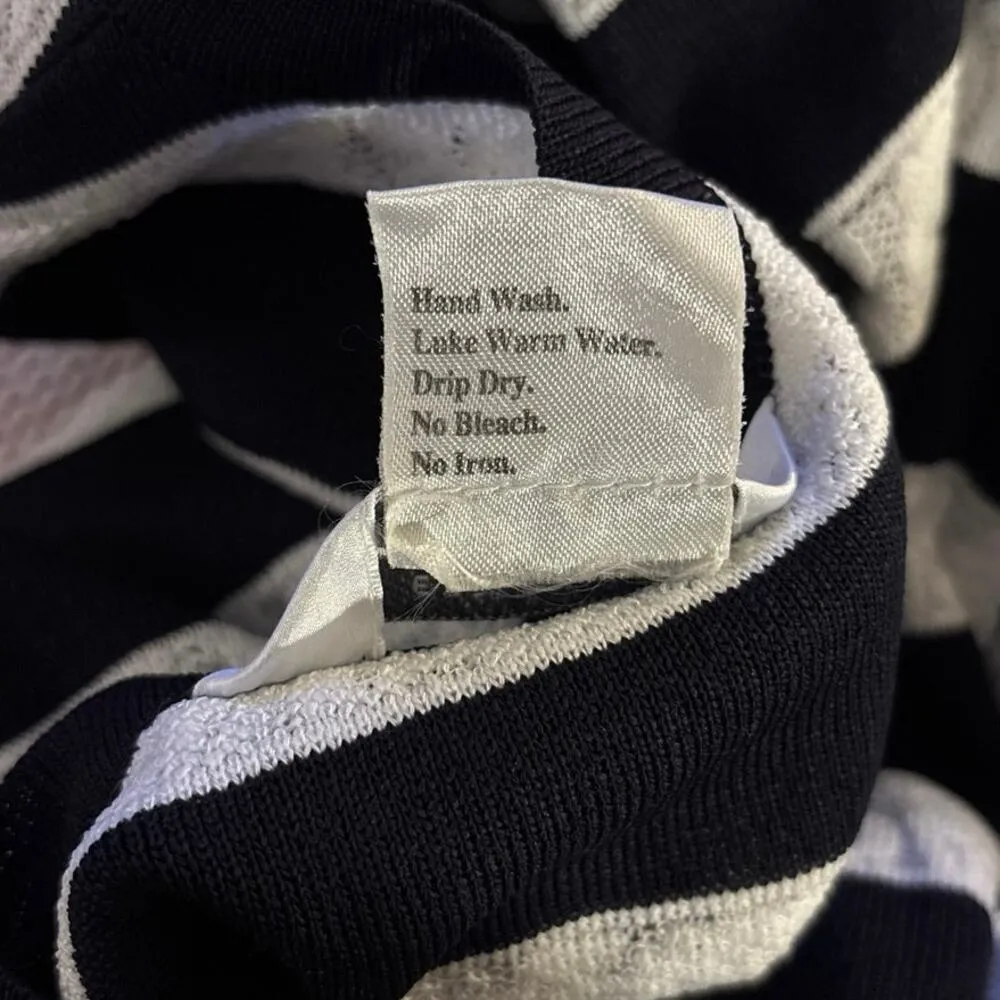 Hand Wash.
Luke Warm Water.
Drip Dry.
No Bleach.
No Iron.